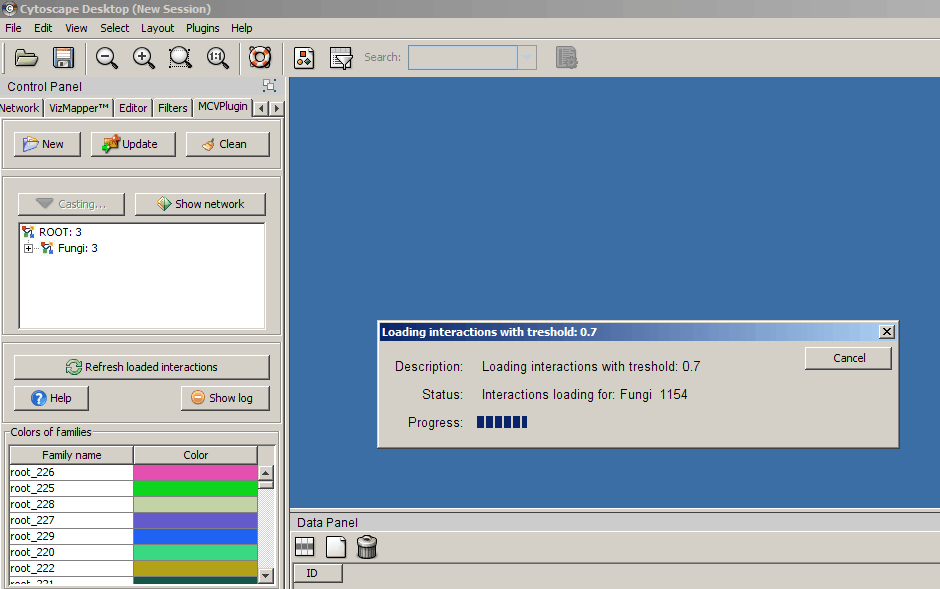 Cytoscape Desktop (New Session)
File Edit View Select Layout Plugins Help
1:1 Search:
Control Panel
Network VizMapper™ Editor Filters MCVPlugin
New Update Clean
Casting... Show network
ROOT: 3
Fungi: 3
Loading interactions with treshold: 0.7
Cancel
Description: Loading interactions with treshold: 0.7
Status: Interactions loading for: Fungi 1154
Progress:
Refresh loaded interactions
Help Show log
Colors of families
Family name Color
root_226
root_225
root_228
root_227
root_229
root_220
root_222
root_221
Data Panel
ID